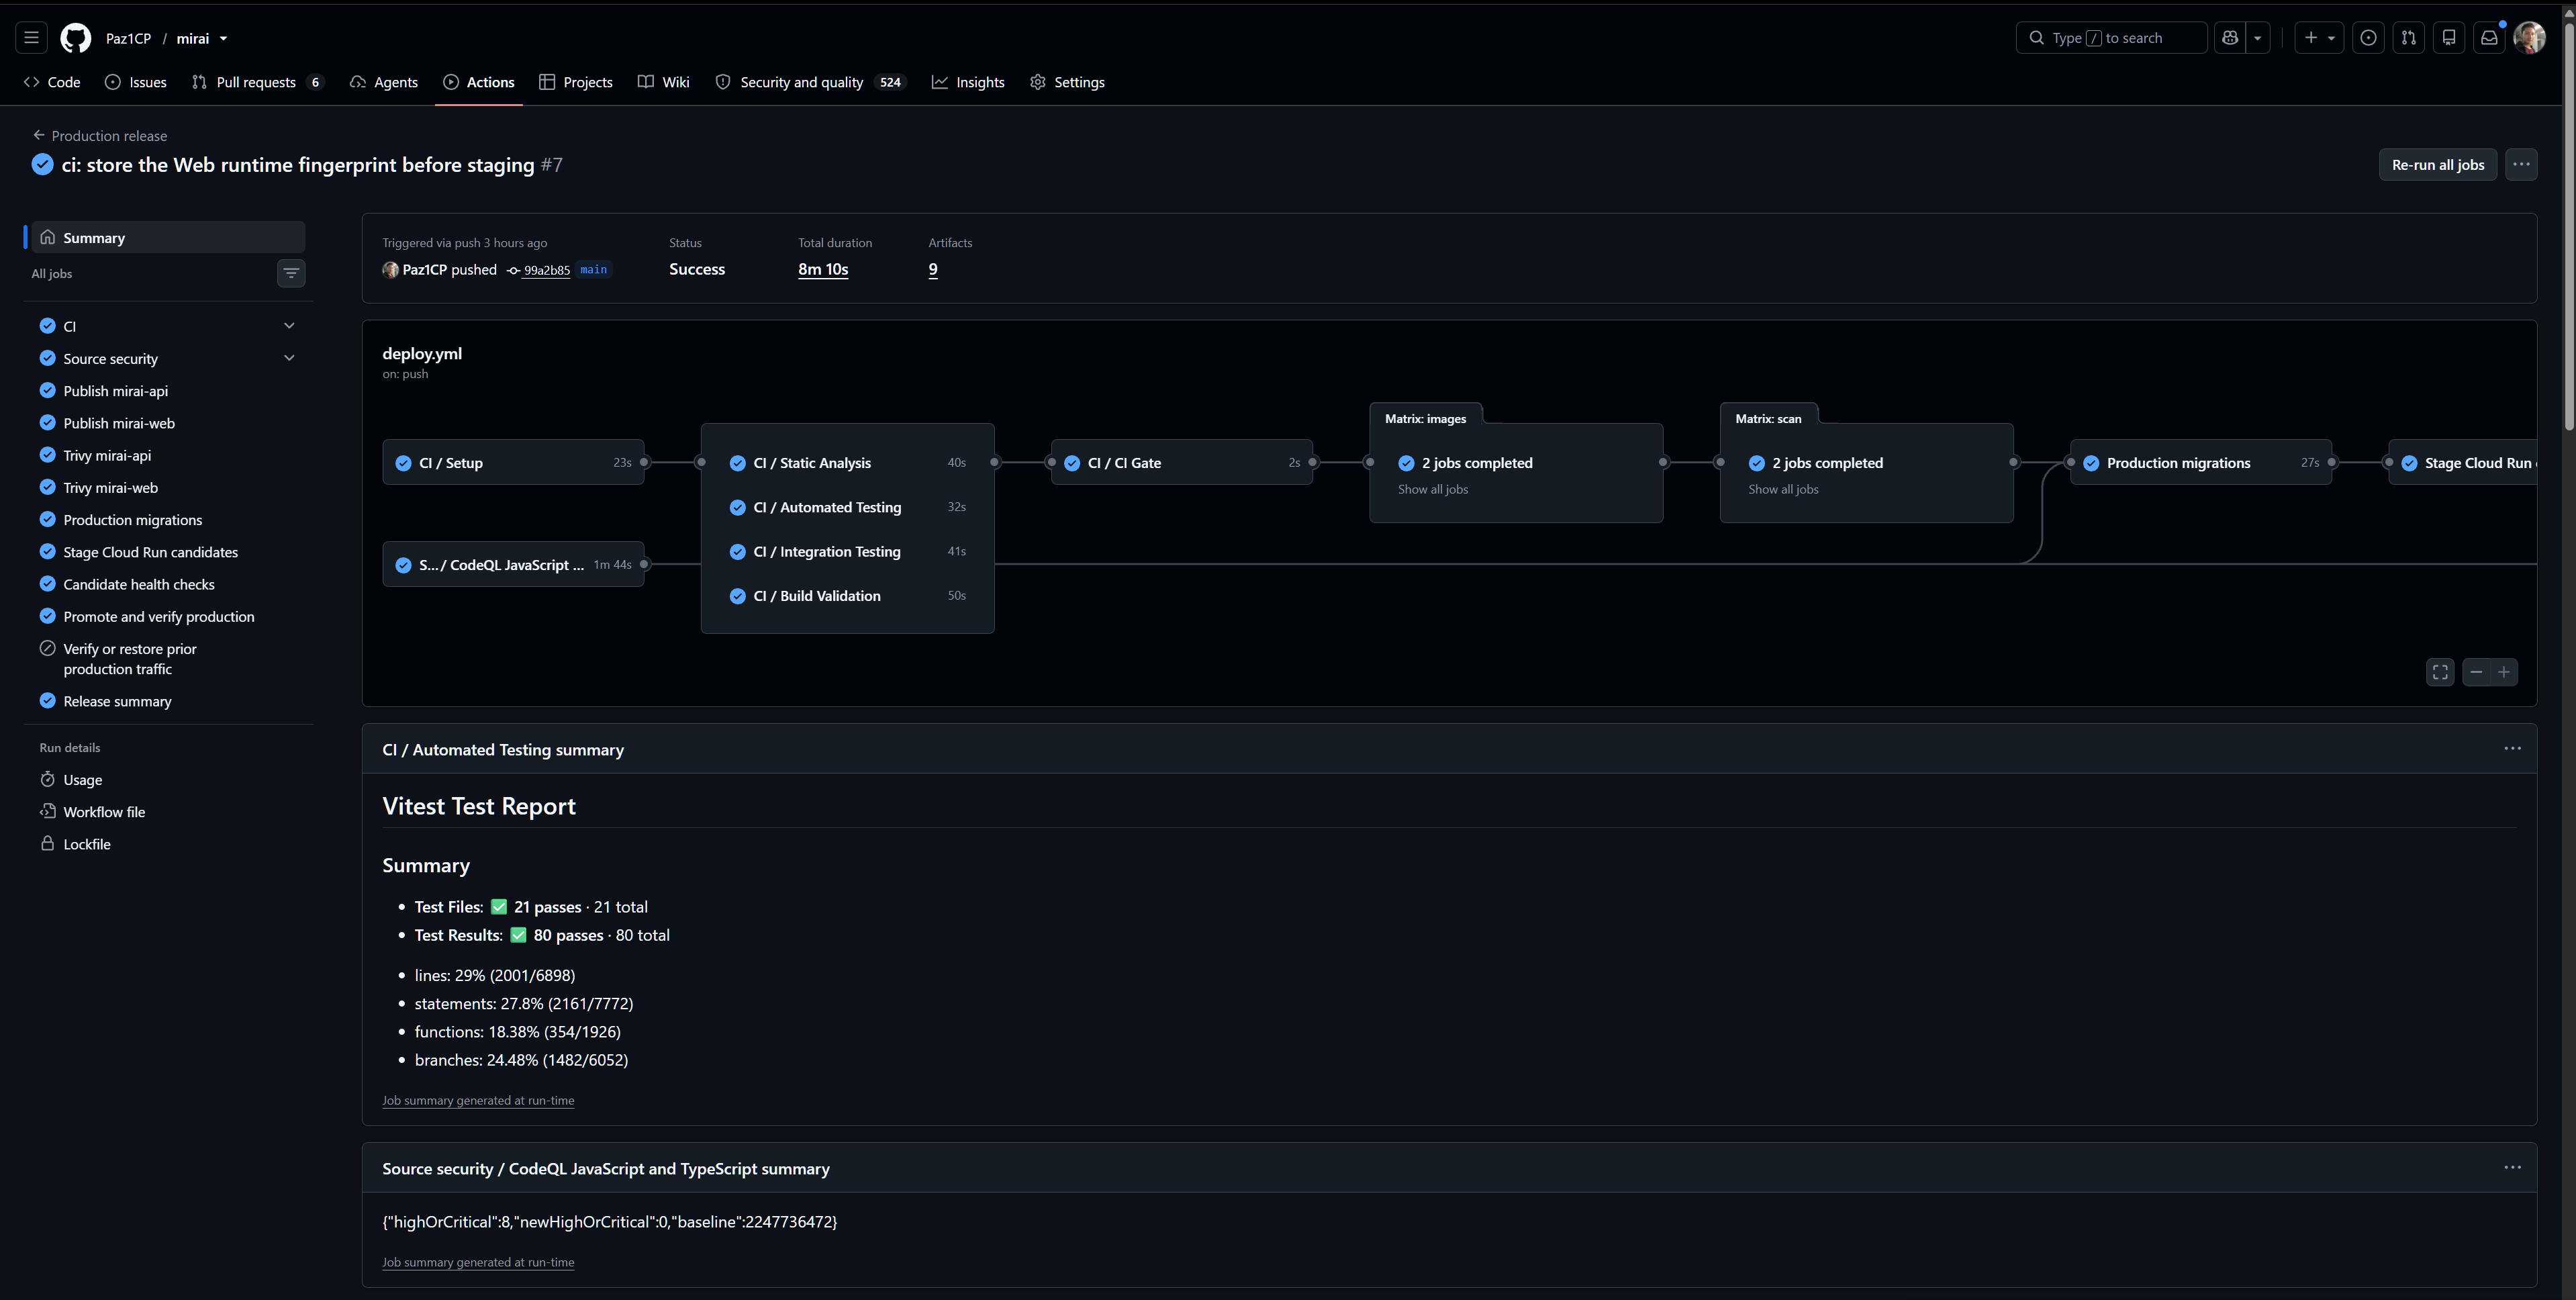 Paz1CP / mirai
Type / to search
Code
Issues
Pull requests 6
Agents
Actions
Projects
Wiki
Security and quality 524
Insights
Settings
Production release
ci: store the Web runtime fingerprint before staging #7
Re-run all jobs
Summary
All jobs
CI
Source security
Publish mirai-api
Publish mirai-web
Trivy mirai-api
Trivy mirai-web
Production migrations
Stage Cloud Run candidates
Candidate health checks
Promote and verify production
Verify or restore prior
production traffic
Release summary
Run details
Usage
Workflow file
Lockfile
Triggered via push 3 hours ago
Paz1CP pushed 99a2b85 main
Status
Success
Total duration
8m 10s
Artifacts
9
deploy.yml
on: push
CI / Setup 23s
S... / CodeQL JavaScript ... 1m 44s
CI / Static Analysis 40s
CI / Automated Testing 32s
CI / Integration Testing 41s
CI / Build Validation 50s
CI / CI Gate 2s
Matrix: images
2 jobs completed
Show all jobs
Matrix: scan
2 jobs completed
Show all jobs
Production migrations 27s
Stage Cloud Run
CI / Automated Testing summary
Vitest Test Report
Summary
Test Files: ✅ 21 passes · 21 total
Test Results: ✅ 80 passes · 80 total
lines: 29% (2001/6898)
statements: 27.8% (2161/7772)
functions: 18.38% (354/1926)
branches: 24.48% (1482/6052)
Job summary generated at run-time
Source security / CodeQL JavaScript and TypeScript summary
{"highOrCritical":8,"newHighOrCritical":0,"baseline":2247736472}
Job summary generated at run-time